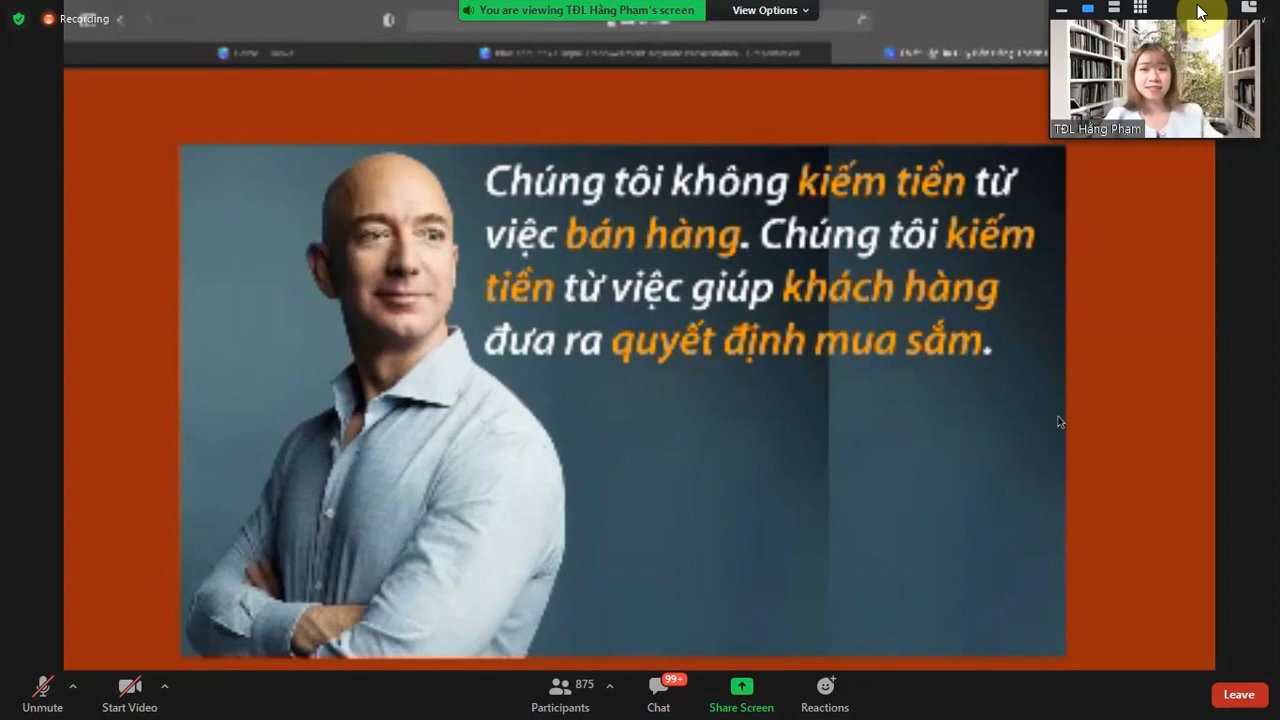 Recording
You are viewing TĐL Hằng Phạm's screen
View Options
TĐL Hằng Phạm
Chúng tôi không kiếm tiền từ
việc bán hàng. Chúng tôi kiếm
tiền từ việc giúp khách hàng
đưa ra quyết định mua sắm.
Unmute
Start Video
875
Participants
99+
Chat
Share Screen
Reactions
Leave